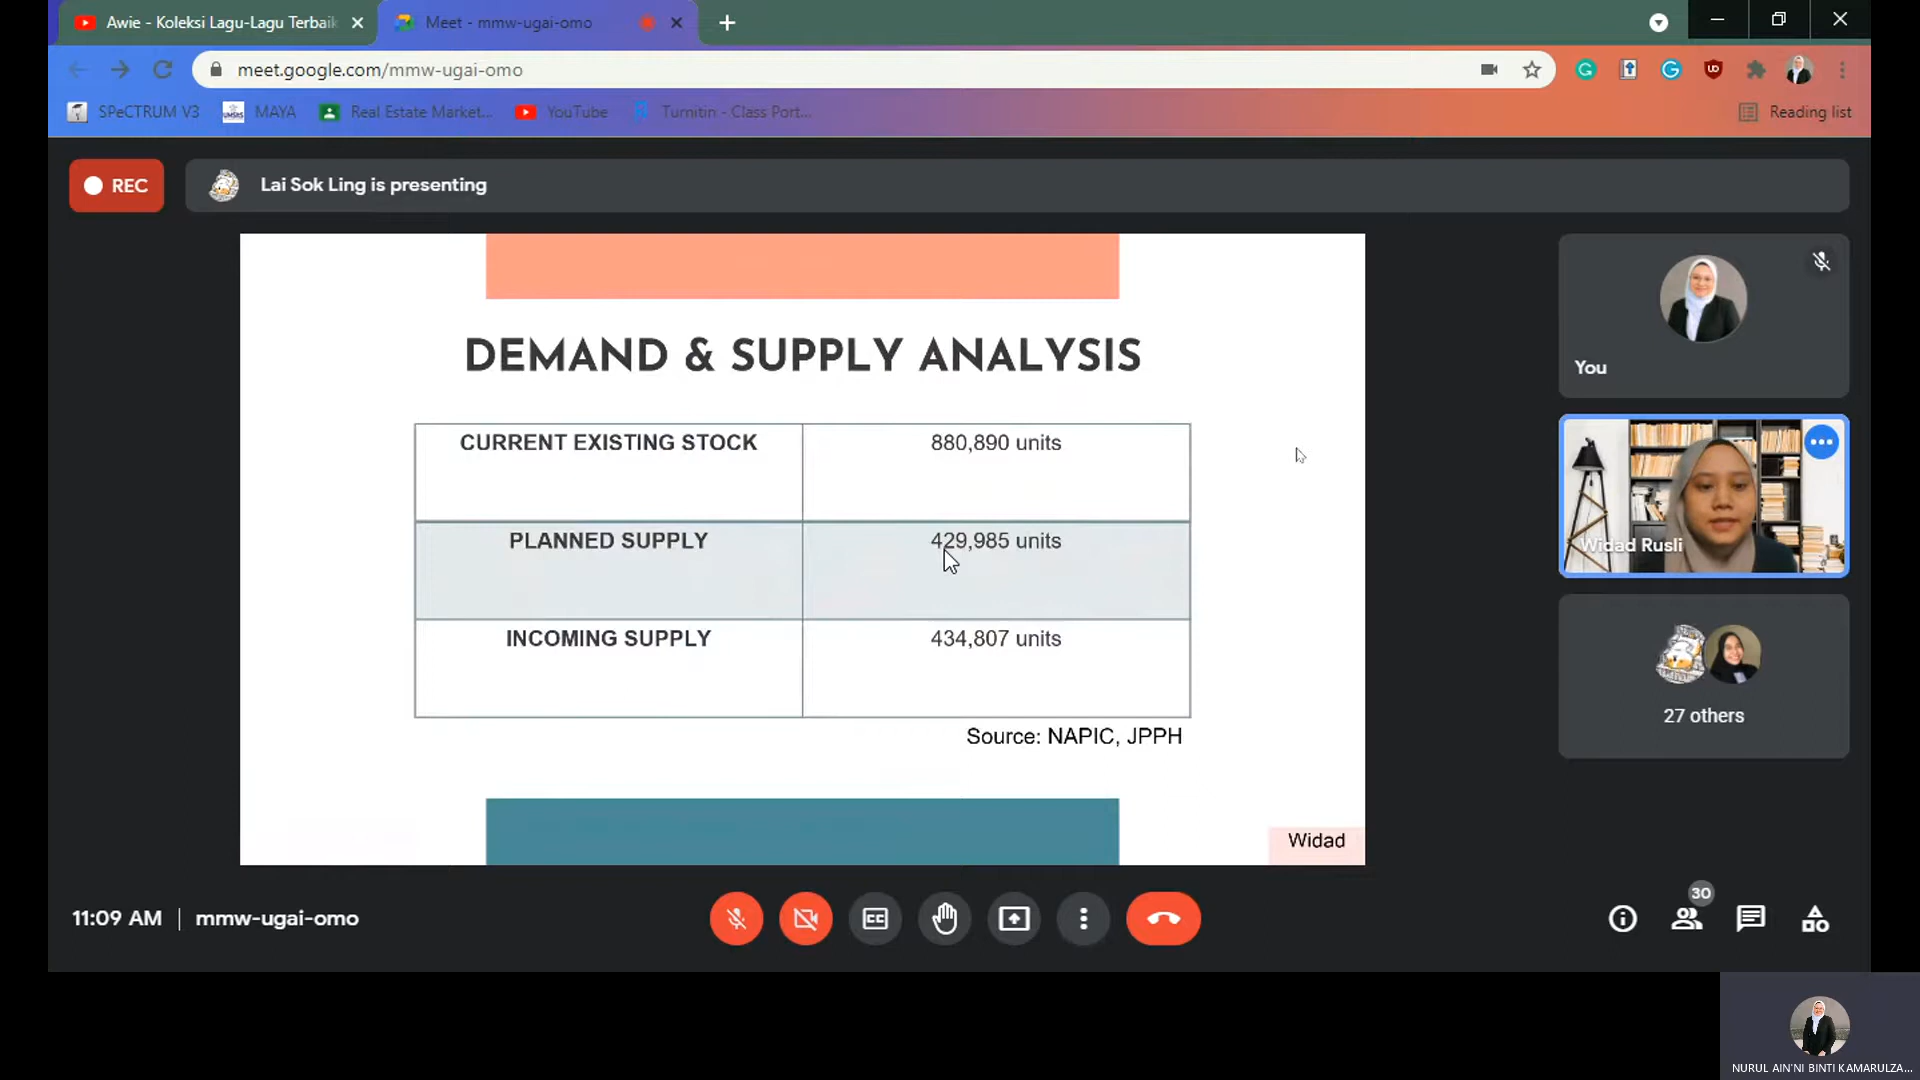 Awie - Koleksi Lagu-Lagu Terbaik
Meet - mmw-ugai-omo
meet.google.com/mmw-ugai-omo
SPeCTRUM V3
MAYA
Real Estate Market...
YouTube
Turnitin - Class Port...
Reading list
REC
Lai Sok Ling is presenting
DEMAND & SUPPLY ANALYSIS
CURRENT EXISTING STOCK 880,890 units
PLANNED SUPPLY 429,985 units
INCOMING SUPPLY 434,807 units
Source: NAPIC, JPPH
Widad
You
Widad Rusli
27 others
11:09 AM | mmw-ugai-omo
30
NURUL AIN'NI BINTI KAMARULZA...